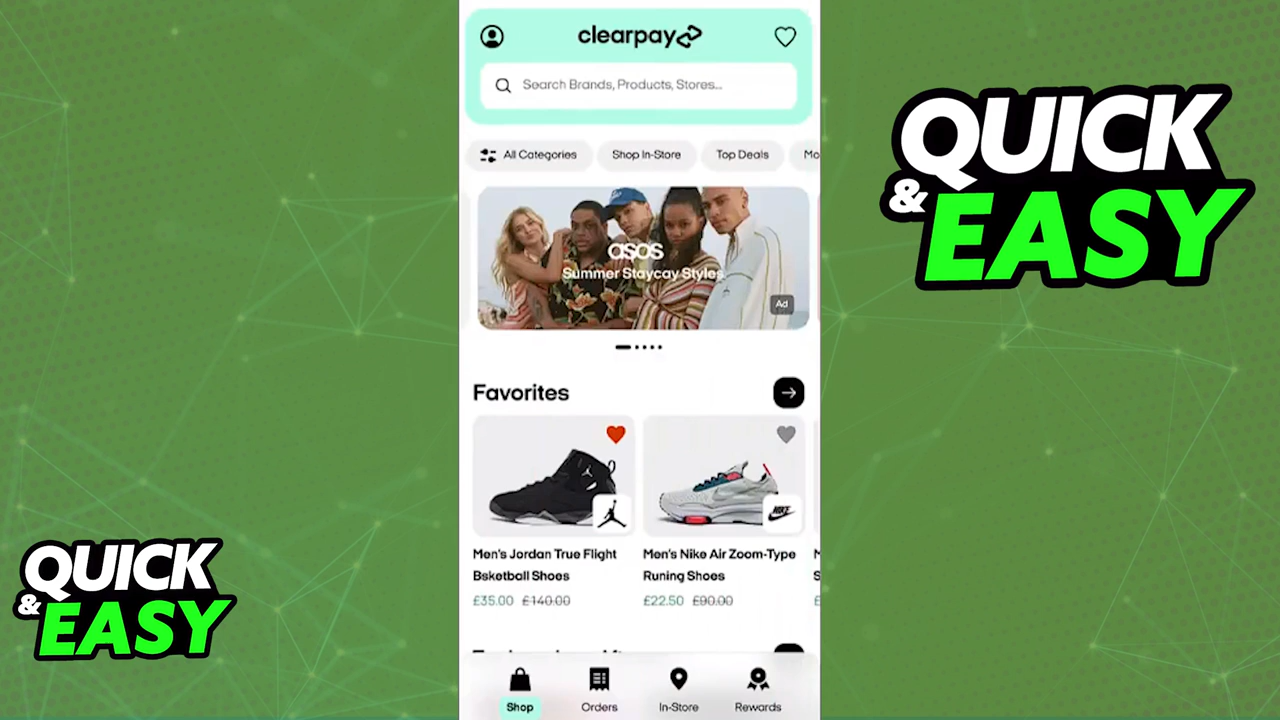 clearpay
Search Brands, Products, Stores...
All Categories
Shop In-Store
Top Deals
Mo
asos
Summer Staycay Styles
Ad
Favorites
NIKE
Men's Jordan True Flight
Bsketball Shoes
£35.00 £140.00
Men's Nike Air Zoom-Type
Runing Shoes
£22.50 £90.00
Shop
Orders
In-Store
Rewards
QUICK
& EASY
QUICK
& EASY